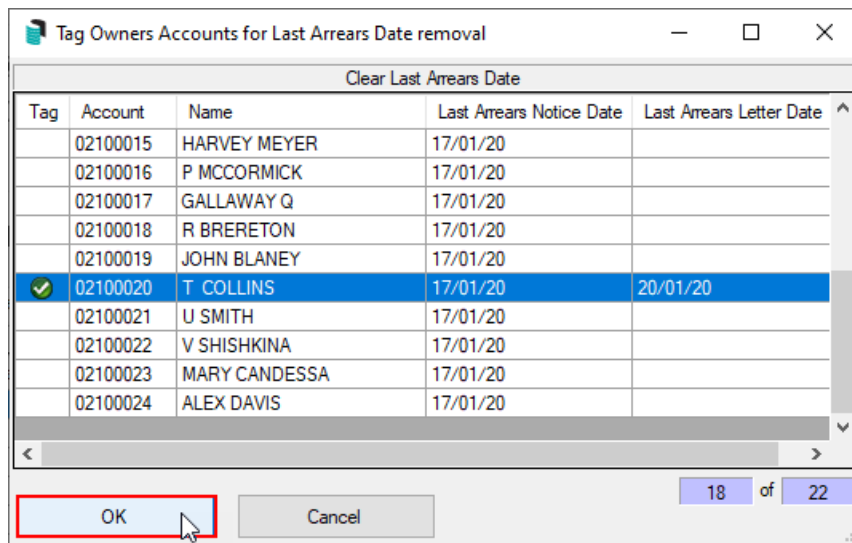 Tag Owners Accounts for Last Arrears Date removal
Clear Last Arrears Date
Tag Account Name Last Arrears Notice Date Last Arrears Letter Date
02100015 HARVEY MEYER 17/01/20
02100016 P MCCORMICK 17/01/20
02100017 GALLAWAY Q 17/01/20
02100018 R BRERETON 17/01/20
02100019 JOHN BLANEY 17/01/20
02100020 T COLLINS 17/01/20 20/01/20
02100021 U SMITH 17/01/20
02100022 V SHISHKINA 17/01/20
02100023 MARY CANDESSA 17/01/20
02100024 ALEX DAVIS 17/01/20
18 of 22
OK Cancel